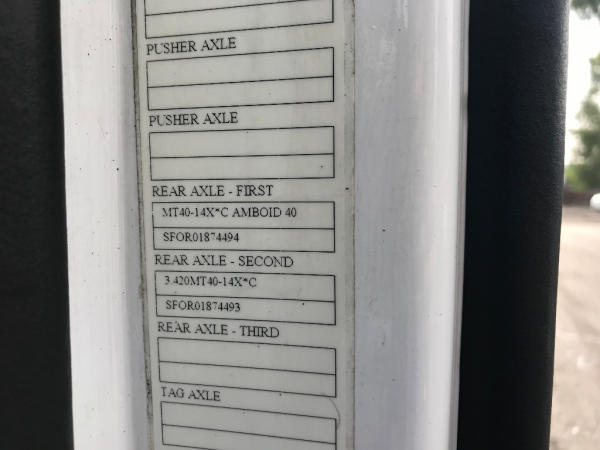 PUSHER AXLE
PUSHER AXLE
REAR AXLE - FIRST
MT40-14X*C AMBOID 40
SFOR01874494
REAR AXLE - SECOND
3.420MT40-14X*C
SFOR01874493
REAR AXLE - THIRD
TAG AXLE